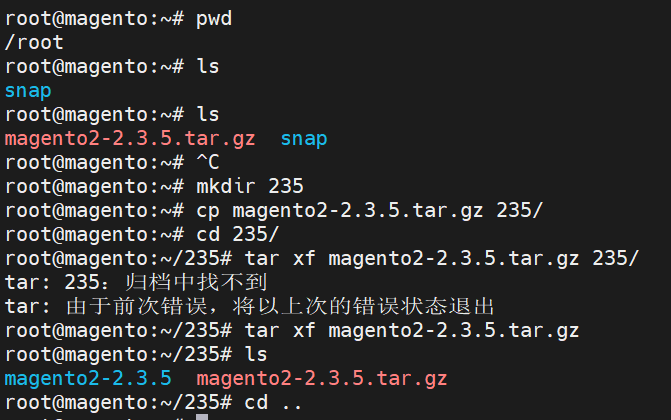 root@magento:~# pwd
/root
root@magento:~# ls
snap
root@magento:~# ls
magento2-2.3.5.tar.gz  snap
root@magento:~# ^C
root@magento:~# mkdir 235
root@magento:~# cp magento2-2.3.5.tar.gz 235/
root@magento:~# cd 235/
root@magento:~/235# tar xf magento2-2.3.5.tar.gz 235/
tar: 235：归档中找不到
tar: 由于前次错误，将以上次的错误状态退出
root@magento:~/235# tar xf magento2-2.3.5.tar.gz
root@magento:~/235# ls
magento2-2.3.5  magento2-2.3.5.tar.gz
root@magento:~/235# cd ..